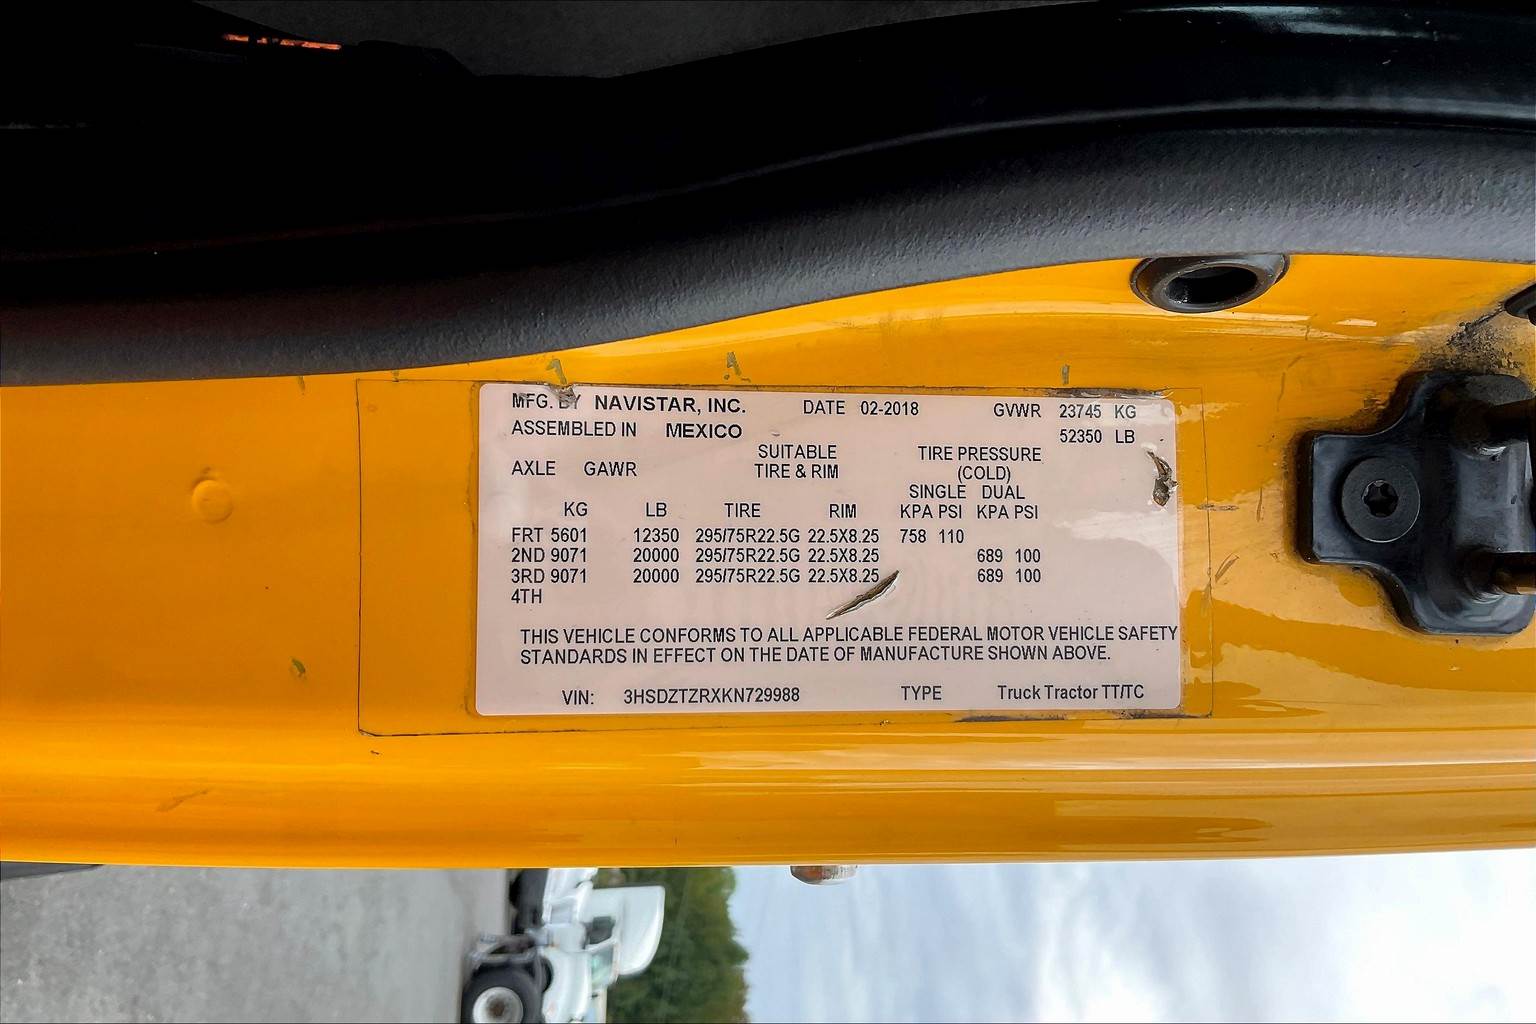 MFG. BY NAVISTAR, INC. DATE 02-2018 GVWR 23745 KG
ASSEMBLED IN MEXICO 52350 LB
SUITABLE TIRE PRESSURE
AXLE GAWR TIRE & RIM (COLD)
SINGLE DUAL
KG LB TIRE RIM KPA PSI KPA PSI
FRT 5601 12350 295/75R22.5G 22.5X8.25 758 110
2ND 9071 20000 295/75R22.5G 22.5X8.25 689 100
3RD 9071 20000 295/75R22.5G 22.5X8.25 689 100
4TH
THIS VEHICLE CONFORMS TO ALL APPLICABLE FEDERAL MOTOR VEHICLE SAFETY
STANDARDS IN EFFECT ON THE DATE OF MANUFACTURE SHOWN ABOVE.
VIN: 3HSDZTZRXKN729988 TYPE Truck Tractor TT/TC